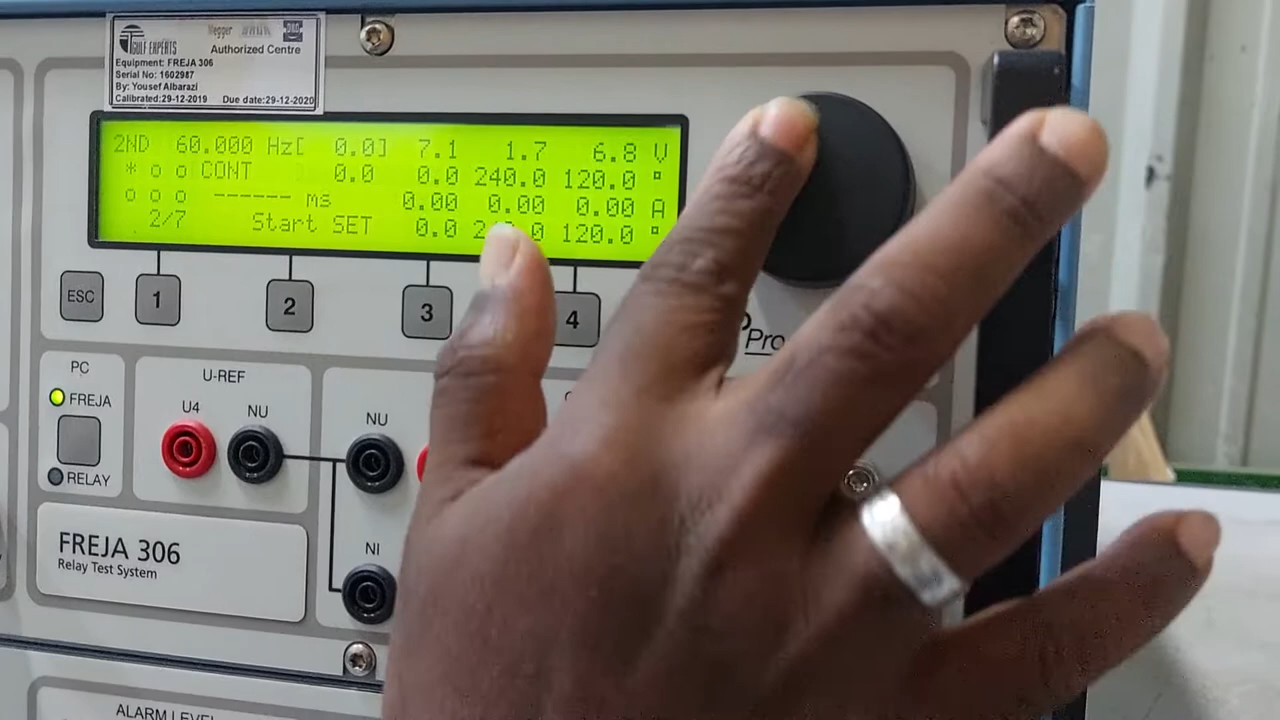 GULF EXPERTS
Megger
Authorized Centre
Equipment: FREJA 306
Serial No: 1602987
By: Yousef Albarazi
Calibrated:29-12-2019 Due date:29-12-2020
2ND 60.000 Hz[ 0.0] 7.1 1.7 6.8 V
* o o CONT 0.0 0.0 240.0 120.0 °
o o o ------ ms 0.00 0.00 0.00 A
2/7 Start SET 0.0 2 0 120.0 °
ESC
1
2
3
4
Pro
PC
FREJA
RELAY
U-REF
U4
NU
NU
NI
FREJA 306
Relay Test System
ALARM LEVEL